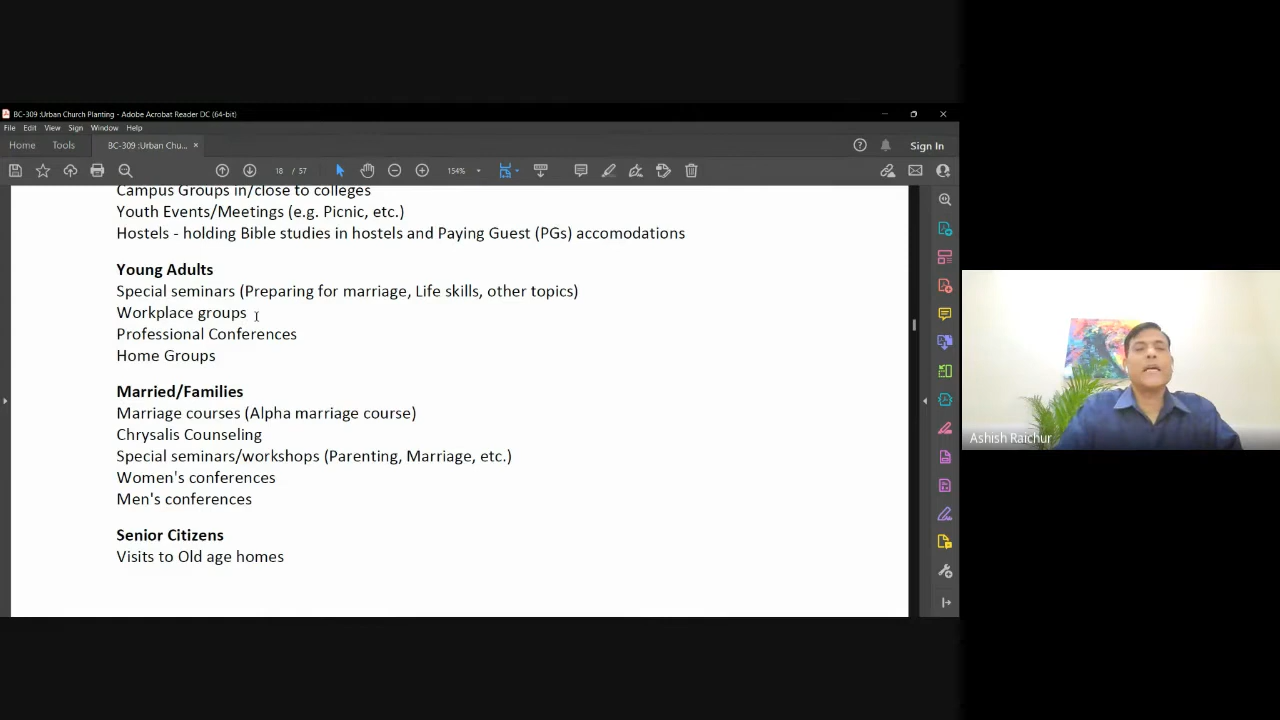 BC-309 :Urban Church Planting - Adobe Acrobat Reader DC (64-bit)
File Edit View Sign Window Help
Home Tools BC-309 :Urban Chu... × Sign In
18 / 57 154%
Campus Groups in/close to colleges
Youth Events/Meetings (e.g. Picnic, etc.)
Hostels - holding Bible studies in hostels and Paying Guest (PGs) accomodations
Young Adults
Special seminars (Preparing for marriage, Life skills, other topics)
Workplace groups
Professional Conferences
Home Groups
Married/Families
Marriage courses (Alpha marriage course)
Chrysalis Counseling
Special seminars/workshops (Parenting, Marriage, etc.)
Women's conferences
Men's conferences
Senior Citizens
Visits to Old age homes
Ashish Raichur